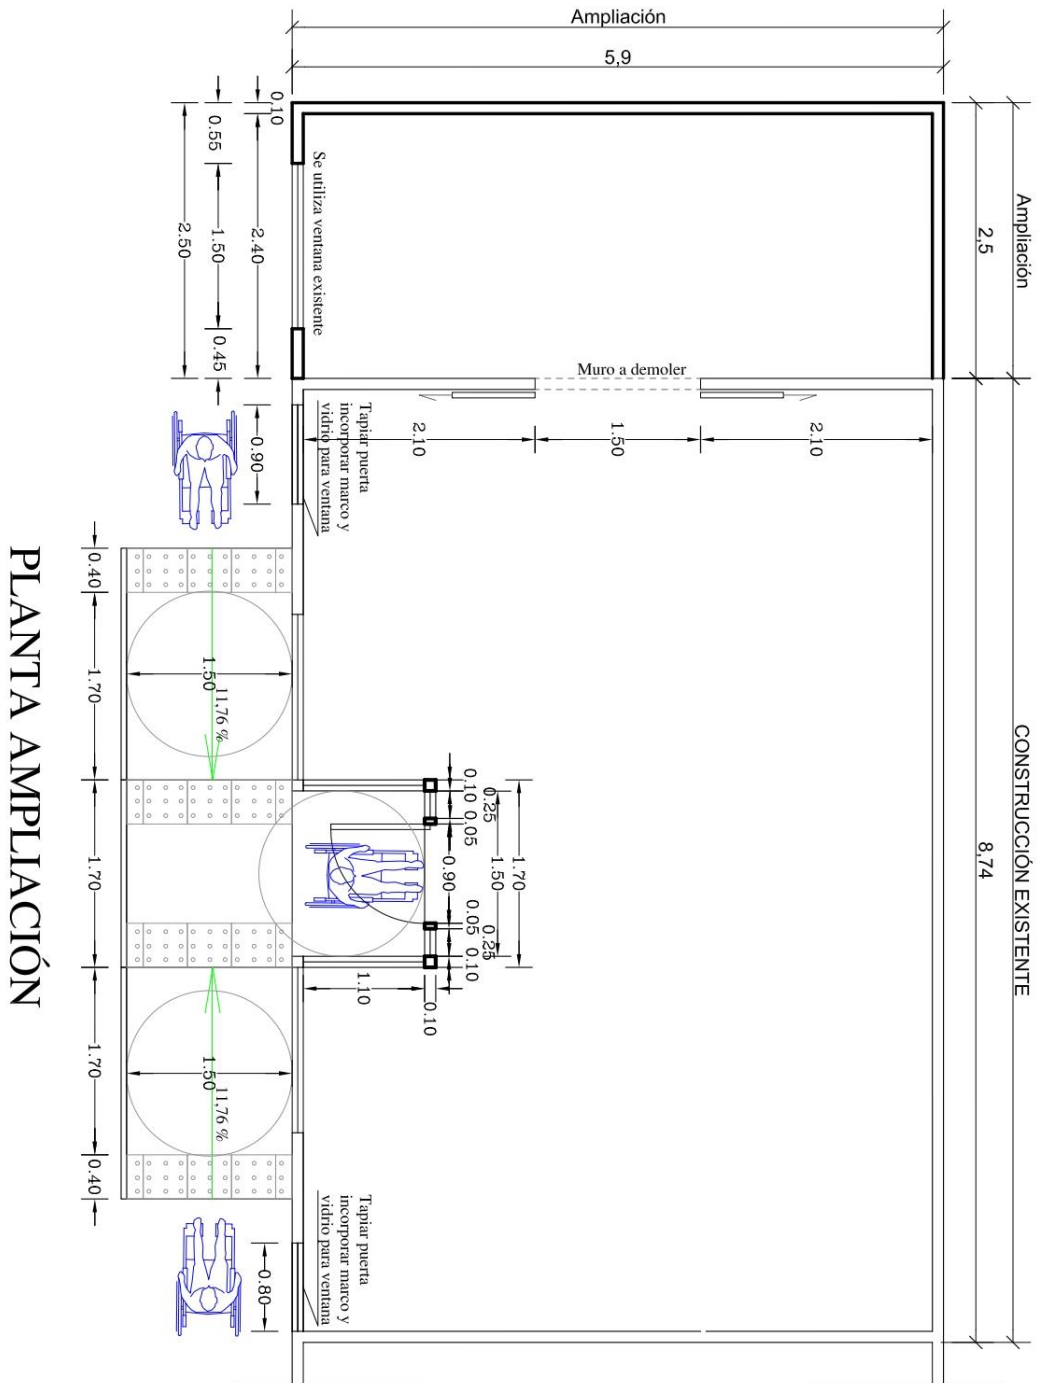 Ampliación
5,9
Ampliación
2,5
CONSTRUCCIÓN EXISTENTE
8,74
0.10
0.55
1.50
0.45
2.40
2.50
Se utiliza ventana existente
Muro a demoler
2.10
1.50
2.10
Tapiar puerta
incorporar marco y
vidrio para ventana
0.90
0.40
1.70
1.70
1.70
0.40
1.50
11,76 %
1.50
11,76 %
0.10
0.25
0.05
0.90
0.05
0.25
0.10
1.50
1.70
1.10
0.10
Tapiar puerta
incorporar marco y
vidrio para ventana
0.80
PLANTA AMPLIACIÓN